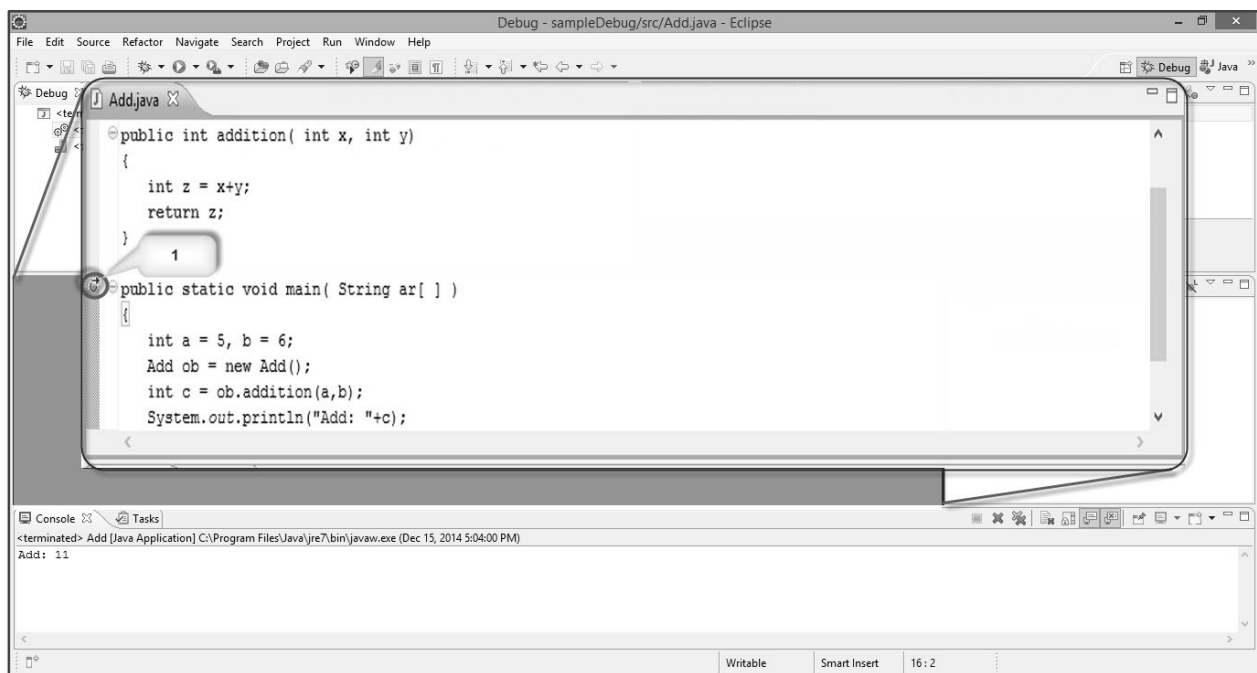 Debug - sampleDebug/src/Add.java - Eclipse
File Edit Source Refactor Navigate Search Project Run Window Help
Debug Java
Debug
Add.java
<term
<t
<t
public int addition( int x, int y)
{
int z = x+y;
return z;
}
1
public static void main( String ar[ ] )
{
int a = 5, b = 6;
Add ob = new Add();
int c = ob.addition(a,b);
System.out.println("Add: "+c);
Console Tasks
<terminated> Add [Java Application] C:\Program Files\Java\jre7\bin\javaw.exe (Dec 15, 2014 5:04:00 PM)
Add: 11
Writable Smart Insert 16 : 2